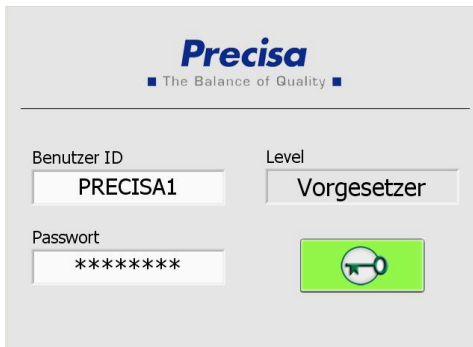 Precisa
The Balance of Quality
Benutzer ID
PRECISA1
Level
Vorgesetzer
Passwort
********